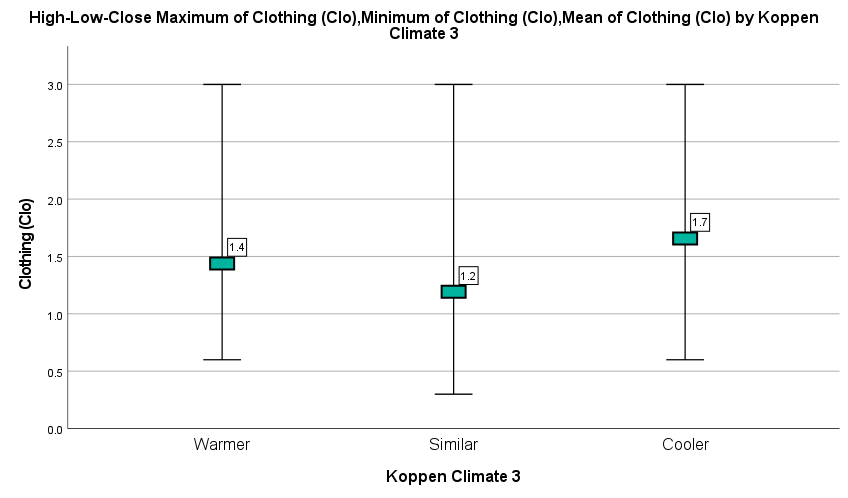 High-Low-Close Maximum of Clothing (Clo),Minimum of Clothing (Clo),Mean of Clothing (Clo) by Koppen
Climate 3
3.0
2.5
2.0
1.5
1.0
0.5
0.0
Clothing (Clo)
1.4
1.2
1.7
Warmer
Similar
Cooler
Koppen Climate 3